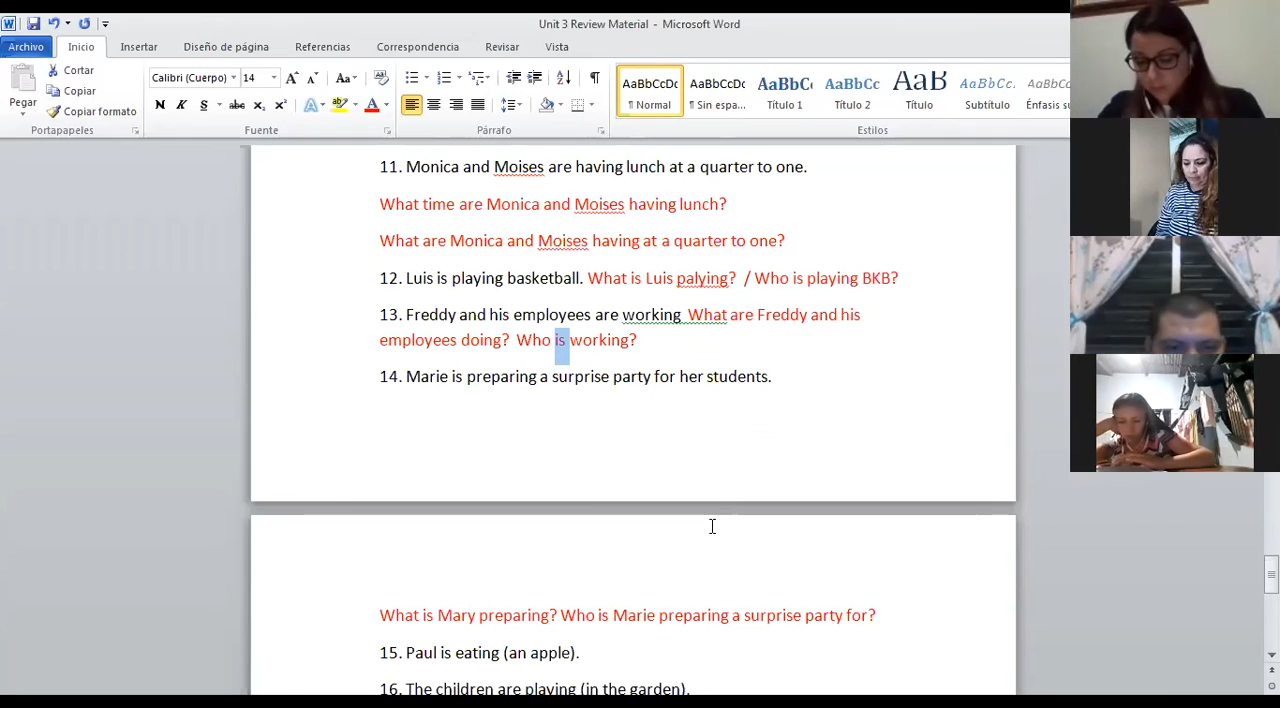 Unit 3 Review Material - Microsoft Word
Archivo Inicio Insertar Diseño de página Referencias Correspondencia Revisar Vista
Pegar
Cortar
Copiar
Copiar formato
Portapapeles
Calibri (Cuerpo) 14
Fuente
Párrafo
AaBbCcDc AaBbCcDc AaBbC AaBbCc AaB AaBbCc AaBbCcDc
¶ Normal ¶ Sin espa... Título 1 Título 2 Título Subtítulo Énfasis su
Estilos
11. Monica and Moises are having lunch at a quarter to one.
What time are Monica and Moises having lunch?
What are Monica and Moises having at a quarter to one?
12. Luis is playing basketball. What is Luis palying? / Who is playing BKB?
13. Freddy and his employees are working What are Freddy and his
employees doing? Who is working?
14. Marie is preparing a surprise party for her students.
What is Mary preparing? Who is Marie preparing a surprise party for?
15. Paul is eating (an apple).
16. The children are playing (in the garden).